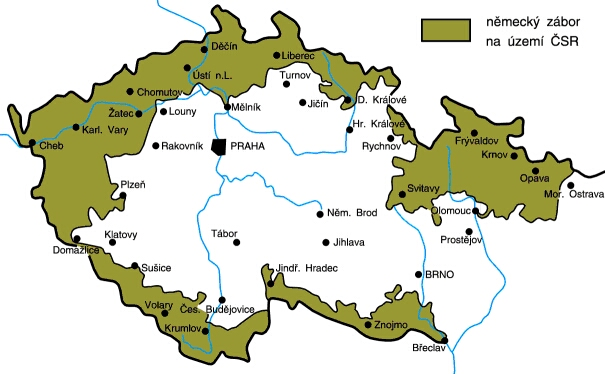 německý zábor
na území ČSR
Děčín
Liberec
Ústí n.L.
Turnov
Chomutov
Jičín
D. Králové
Žatec
Louny
Mělník
Karl. Vary
Hr. Králové
Fryvaldov
Cheb
Rakovník
PRAHA
Rychnov
Krnov
Opava
Plzeň
Svitavy
Mor. Ostrava
Něm. Brod
Olomouc
Klatovy
Tábor
Jihlava
Prostějov
Domažlice
Sušice
Jindř. Hradec
BRNO
Volary
Čes. Budějovice
Krumlov
Znojmo
Břeclav